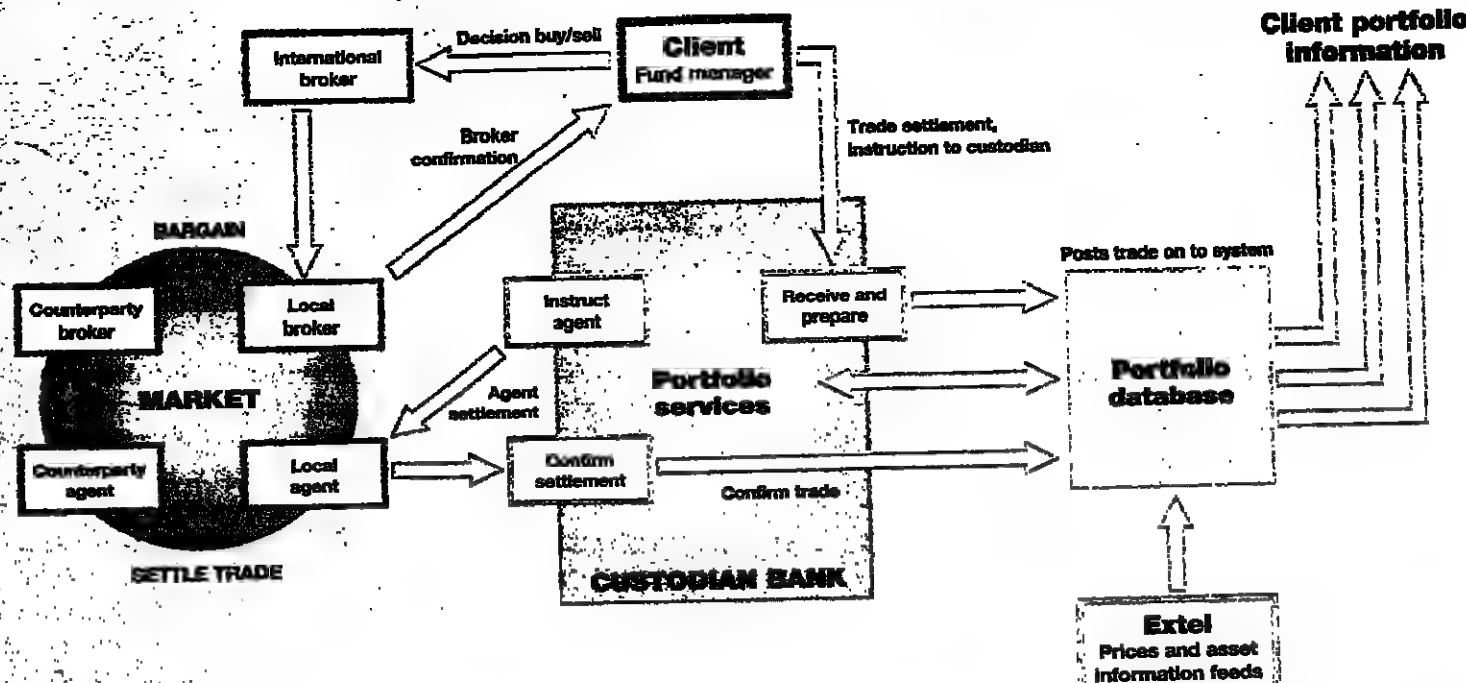 Client portfolio
information
International
broker
Decision buy/sell
Client
Fund manager
Broker
confirmation
Trade settlement,
instruction to custodian
BARGAIN
Counterparty
broker
Local
broker
MARKET
Counterparty
agent
Local
agent
SETTLE TRADE
Instruct
agent
Receive and
prepare
Portfolio
services
Agent
settlement
Confirm
settlement
Confirm trade
CUSTODIAN BANK
Posts trade on to system
Portfolio
database
Extel
Prices and asset
information feeds